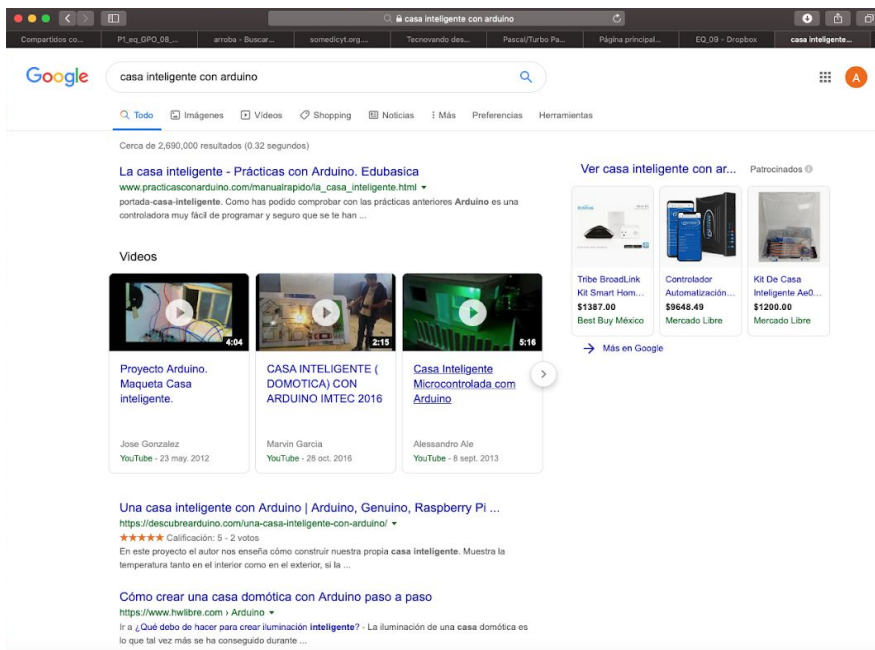 casa inteligente con arduino
Compartidos co...
P1_eq_GPO_08_...
arroba - Buscar...
somedicyt.org....
Tecnovando des...
Pascal/Turbo Pa...
Página principal...
EQ_09 - Dropbox
casa inteligente...
Google
casa inteligente con arduino
A
Todo
Imágenes
Vídeos
Shopping
Noticias
Más
Preferencias
Herramientas
Cerca de 2,690,000 resultados (0.32 segundos)
La casa inteligente - Prácticas con Arduino. Edubasica
www.practicasconarduino.com/manualrapido/la_casa_inteligente.html
portada-casa-inteligente. Como has podido comprobar con las prácticas anteriores Arduino es una
controladora muy fácil de programar y seguro que se te han ...
Videos
4:04
Proyecto Arduino.
Maqueta Casa
inteligente.
Jose Gonzalez
YouTube - 23 may. 2012
2:15
CASA INTELIGENTE (
DOMOTICA) CON
ARDUINO IMTEC 2016
Marvin Garcia
YouTube - 28 oct. 2016
5:16
Casa Inteligente
Microcontrolada com
Arduino
Alessandro Ale
YouTube - 8 sept. 2013
Una casa inteligente con Arduino | Arduino, Genuino, Raspberry Pi ...
https://descubrearduino.com/una-casa-inteligente-con-arduino/
★★★★★ Calificación: 5 - 2 votos
En este proyecto el autor nos enseña cómo construir nuestra propia casa inteligente. Muestra la
temperatura tanto en el interior como en el exterior, si la ...
Cómo crear una casa domótica con Arduino paso a paso
https://www.hwlibre.com › Arduino
Ir a ¿Qué debo de hacer para crear iluminación inteligente? - La iluminación de una casa domótica es
lo que tal vez más se ha conseguido durante ...
Ver casa inteligente con ar...
Patrocinados
Tribe BroadLink
Kit Smart Hom...
$1387.00
Best Buy México
Controlador
Automatización...
$9648.49
Mercado Libre
Kit De Casa
Inteligente Ae0...
$1200.00
Mercado Libre
Más en Google